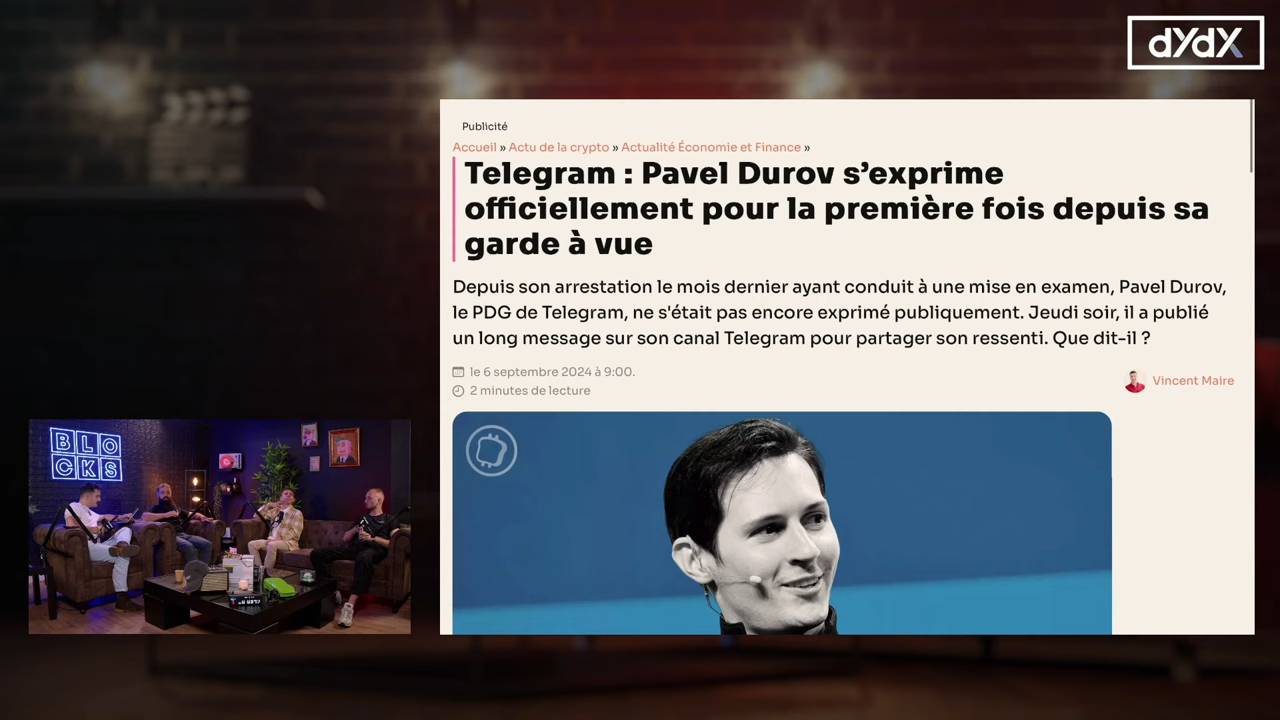 dYdX
Publicité
Accueil » Actu de la crypto » Actualité Économie et Finance »
Telegram : Pavel Durov s’exprime
officiellement pour la première fois depuis sa
garde à vue
Depuis son arrestation le mois dernier ayant conduit à une mise en examen, Pavel Durov,
le PDG de Telegram, ne s'était pas encore exprimé publiquement. Jeudi soir, il a publié
un long message sur son canal Telegram pour partager son ressenti. Que dit-il ?
le 6 septembre 2024 à 9:00.
2 minutes de lecture
Vincent Maire
BLO
CKS